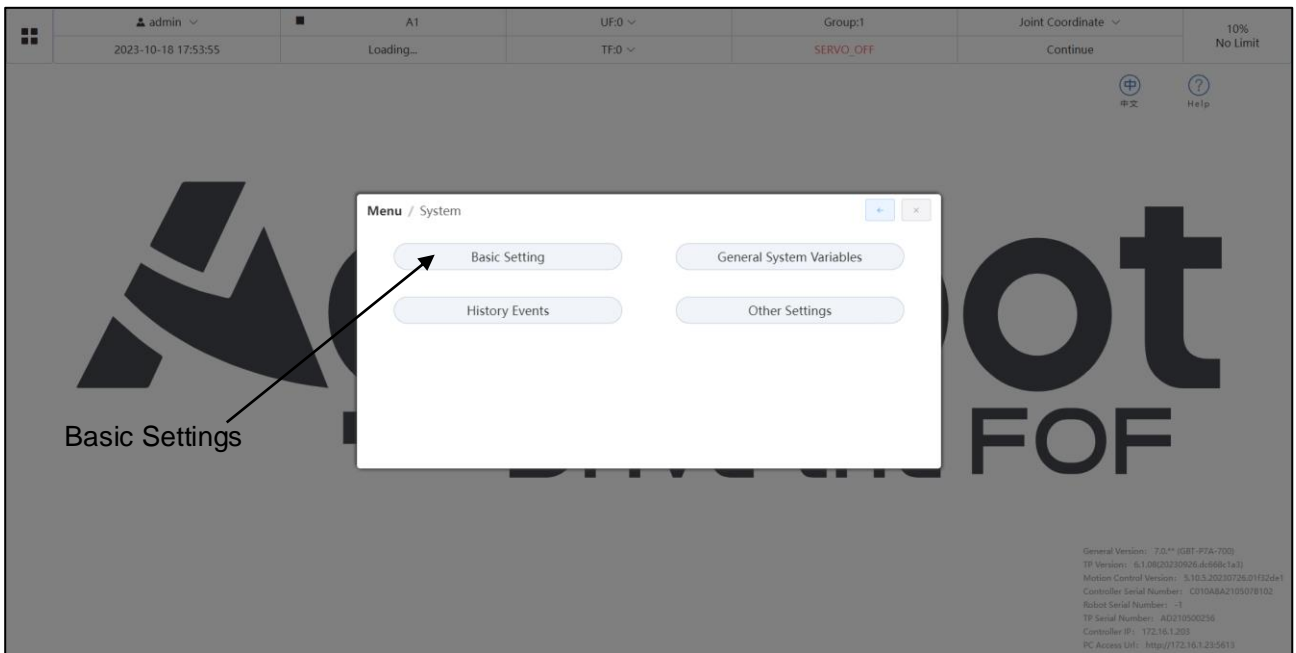 admin A1 UF:0 Group:1 Joint Coordinate 10%
2023-10-18 17:53:55 Loading... TF:0 SERVO_OFF Continue No Limit
中
中文 Help
Menu / System
Basic Setting General System Variables
History Events Other Settings
ot
Basic Settings
FOF
General Version: 7.0.** (GBT-P7A-700)
TP Version: 6.1.08(20230926.dc668c1a3)
Motion Control Version: 5.10.5.20230726.01f32de1
Controller Serial Number: C010ABA2105078102
Robot Serial Number: -1
TP Serial Number: AD210500256
Controller IP: 172.16.1.203
PC Access Url: http://172.16.1.23:5613